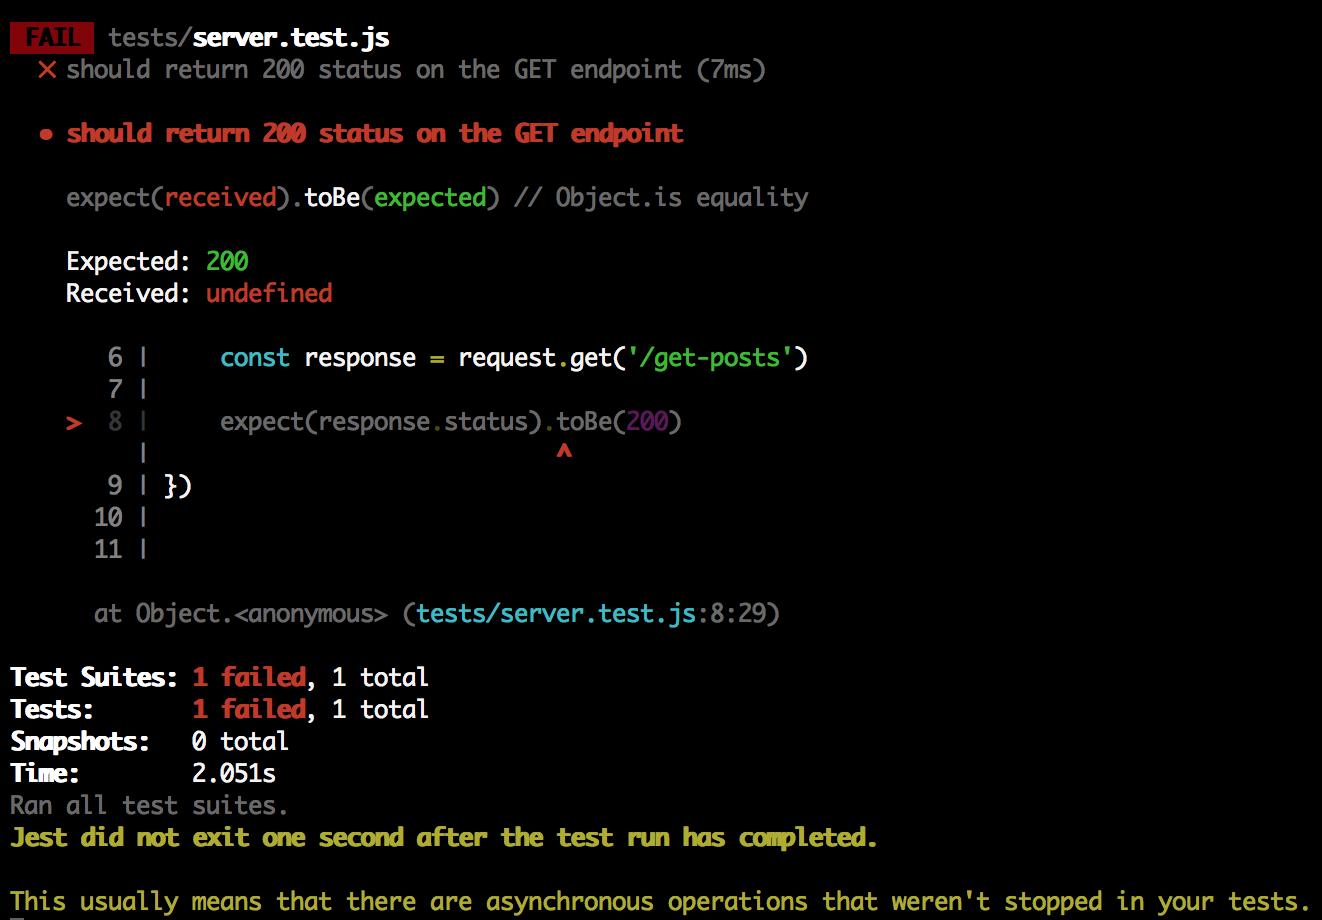 FAIL tests/server.test.js
✕ should return 200 status on the GET endpoint (7ms)
● should return 200 status on the GET endpoint
expect(received).toBe(expected) // Object.is equality
Expected: 200
Received: undefined
6 |     const response = request.get('/get-posts')
7 |
> 8 |     expect(response.status).toBe(200)
|                             ^
9 | })
10 |
11 |
at Object.<anonymous> (tests/server.test.js:8:29)
Test Suites: 1 failed, 1 total
Tests:       1 failed, 1 total
Snapshots:   0 total
Time:        2.051s
Ran all test suites.
Jest did not exit one second after the test run has completed.
This usually means that there are asynchronous operations that weren't stopped in your tests.